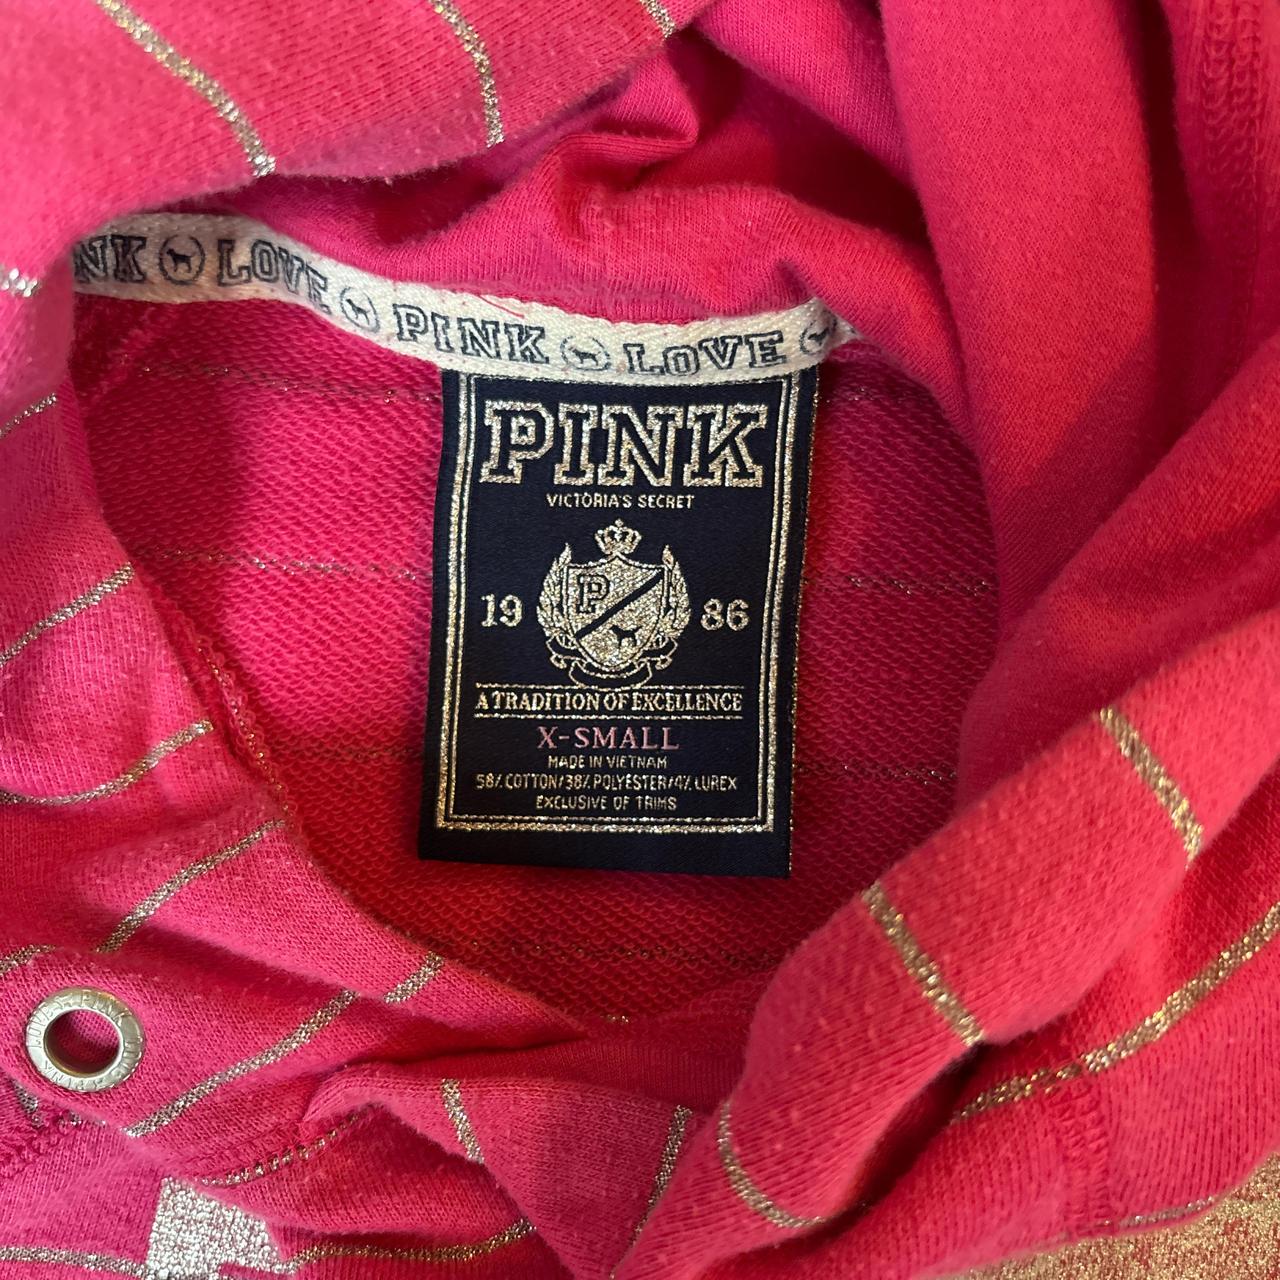 NK LOVE PINK LOVE
PINK
VICTORIA'S SECRET
P
19 86
A TRADITION OF EXCELLENCE
X-SMALL
MADE IN VIETNAM
58% COTTON/38% POLYESTER/4% LUREX
EXCLUSIVE OF TRIMS